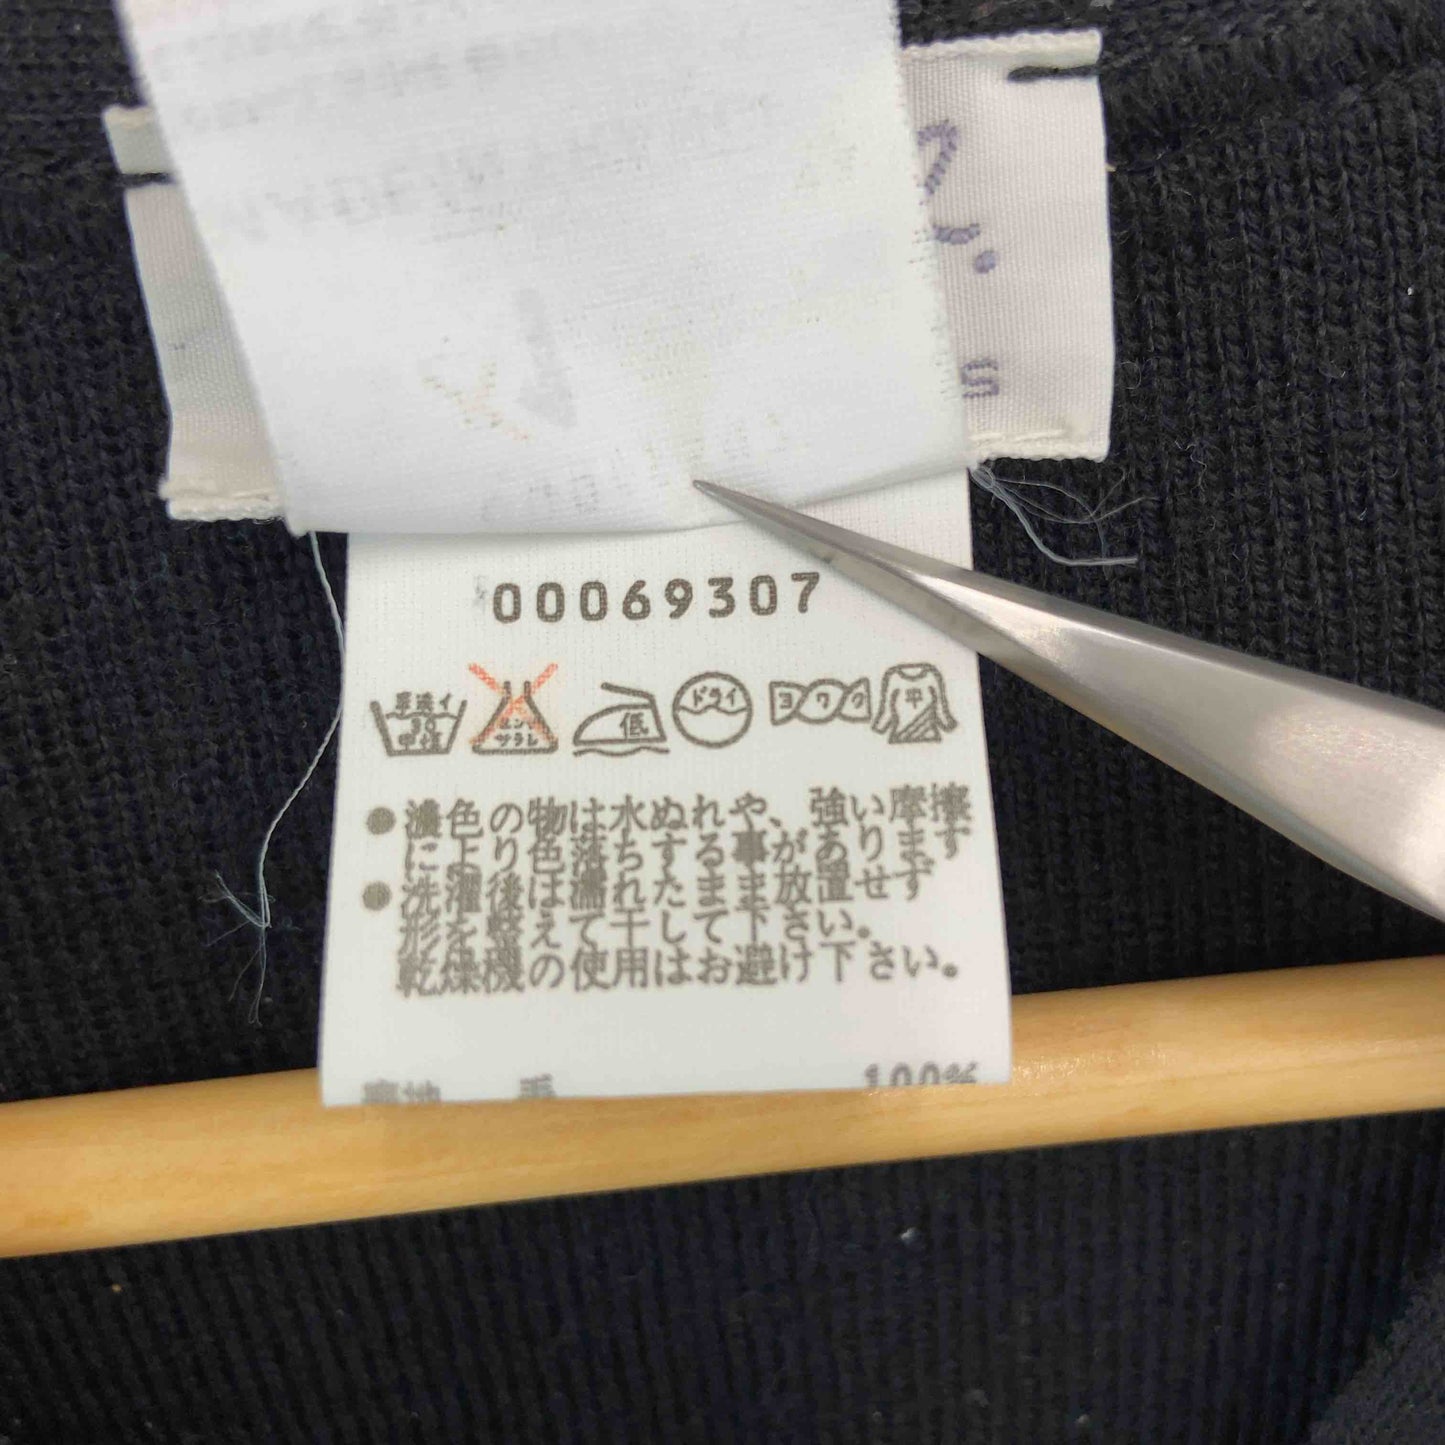 S
00069307
手洗イ
30
中性
エンソ
サラシ
低
ドライ
ヨワク
平
●濃色の物は水ぬれや、強い摩擦
により色落ちする事があります
●洗濯後は濡れたまま放置せず
形を整えて干して下さい。
乾燥機の使用はお避け下さい。
毛 100%